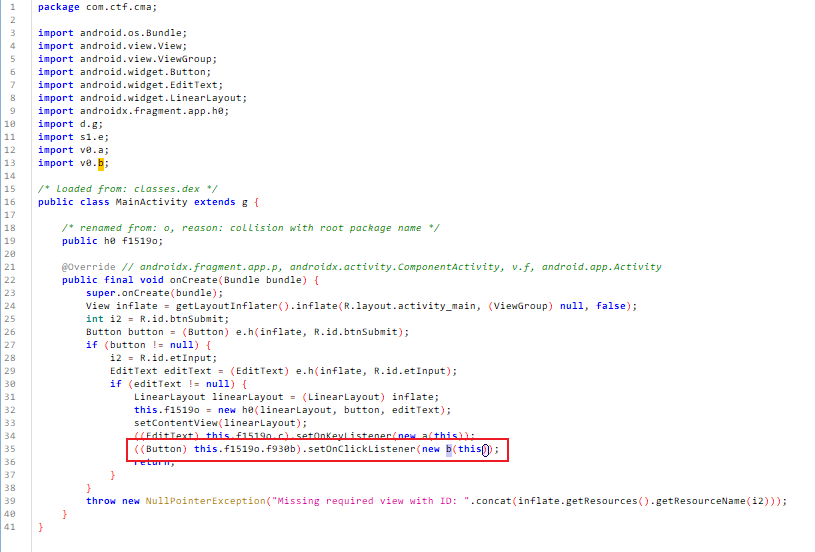 1 package com.ctf.cma;
2
3 import android.os.Bundle;
4 import android.view.View;
5 import android.view.ViewGroup;
6 import android.widget.Button;
7 import android.widget.EditText;
8 import android.widget.LinearLayout;
9 import androidx.fragment.app.h0;
10 import d.g;
11 import s1.e;
12 import v0.a;
13 import v0.b;
14
15 /* loaded from: classes.dex */
16 public class MainActivity extends g {
17
18 /* renamed from: o, reason: collision with root package name */
19 public h0 f1519o;
20
21 @Override // androidx.fragment.app.p, androidx.activity.ComponentActivity, v.f, android.app.Activity
22 public final void onCreate(Bundle bundle) {
23 super.onCreate(bundle);
24 View inflate = getLayoutInflater().inflate(R.layout.activity_main, (ViewGroup) null, false);
25 int i2 = R.id.btnSubmit;
26 Button button = (Button) e.h(inflate, R.id.btnSubmit);
27 if (button != null) {
28 i2 = R.id.etInput;
29 EditText editText = (EditText) e.h(inflate, R.id.etInput);
30 if (editText != null) {
31 LinearLayout linearLayout = (LinearLayout) inflate;
32 this.f1519o = new h0(linearLayout, button, editText);
33 setContentView(linearLayout);
34 ((EditText) this.f1519o.c).setOnKeyListener(new a(this));
35 ((Button) this.f1519o.f930b).setOnClickListener(new b(this));
36 return;
37 }
38 }
39 throw new NullPointerException("Missing required view with ID: ".concat(inflate.getResources().getResourceName(i2)));
40 }
41 }